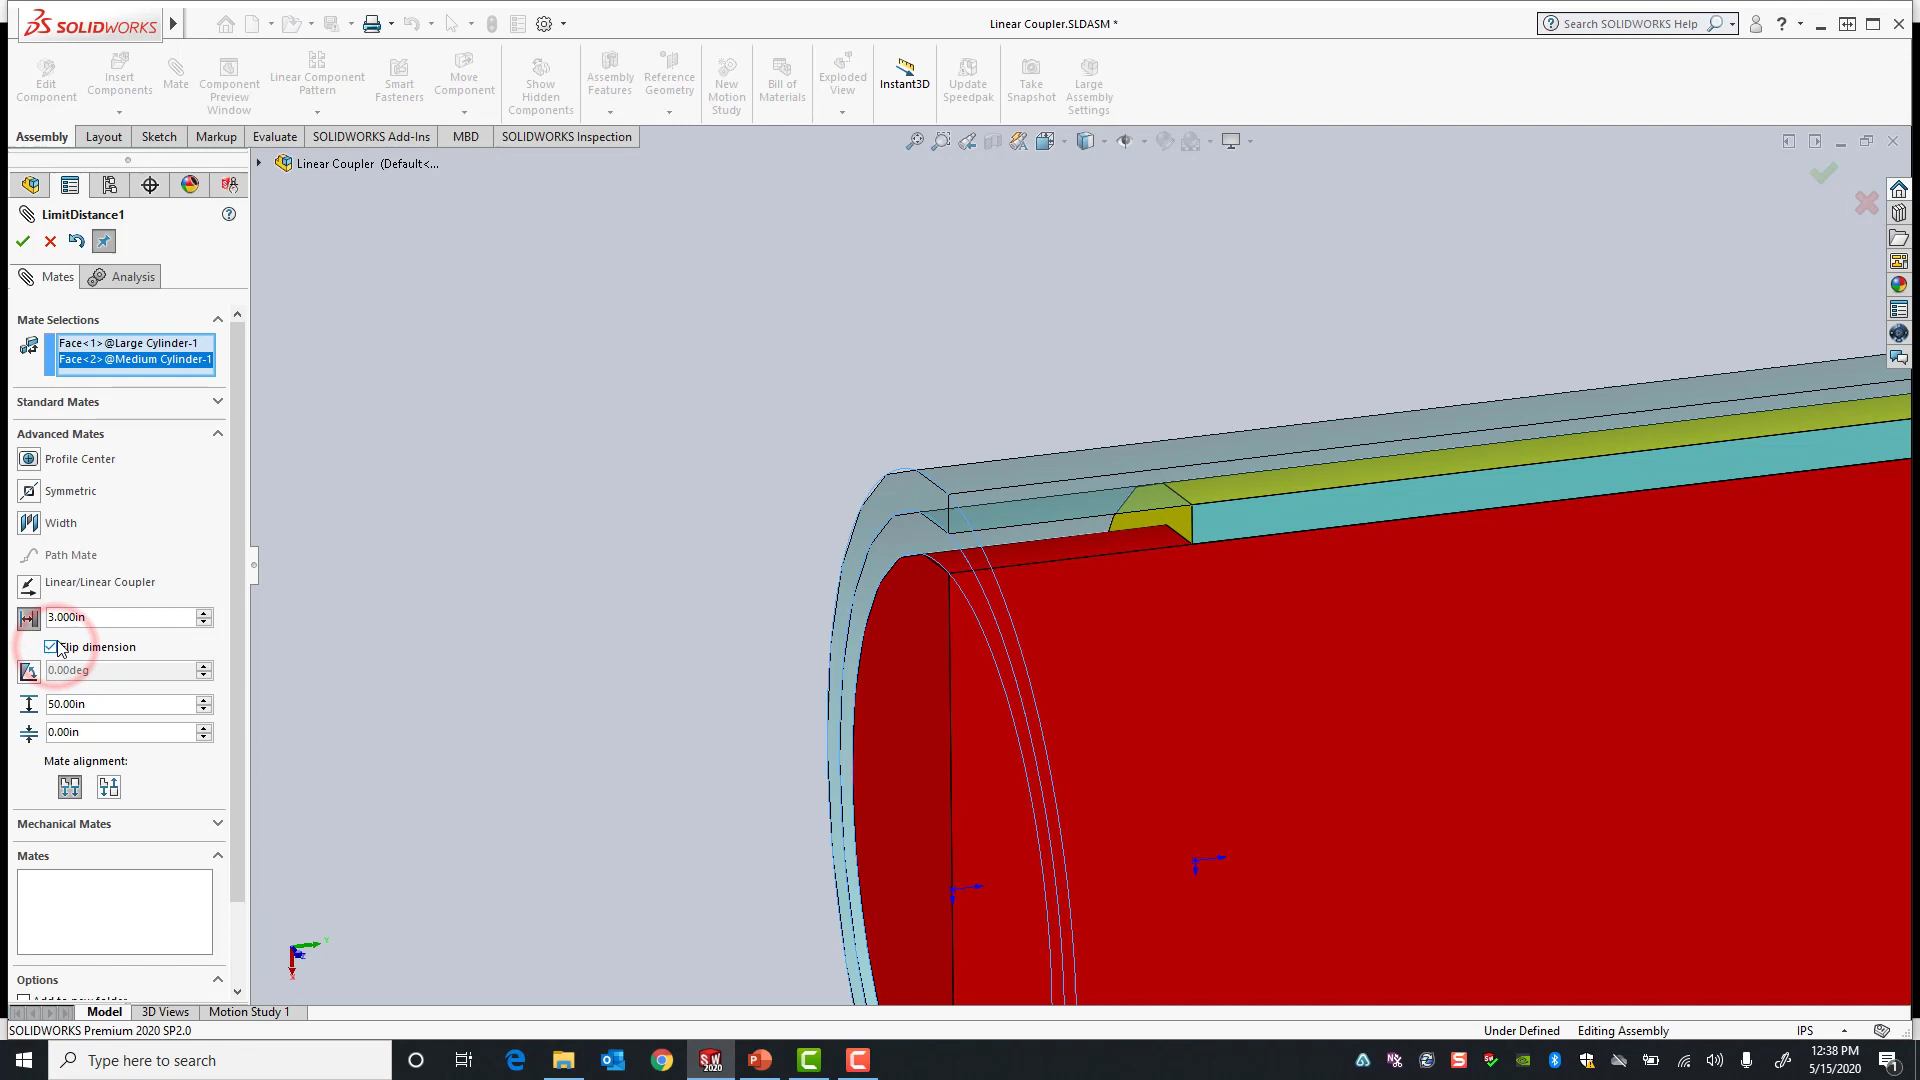 SOLIDWORKS
Linear Coupler.SLDASM *
Search SOLIDWORKS Help
Edit Component
Insert Components
Mate
Component Preview Window
Linear Component Pattern
Smart Fasteners
Move Component
Show Hidden Components
Assembly Features
Reference Geometry
New Motion Study
Bill of Materials
Exploded View
Instant3D
Update Speedpak
Take Snapshot
Large Assembly Settings
Assembly
Layout
Sketch
Markup
Evaluate
SOLIDWORKS Add-Ins
MBD
SOLIDWORKS Inspection
Linear Coupler (Default<...
LimitDistance1
Mates
Analysis
Mate Selections
Face<1>@Large Cylinder-1
Face<2>@Medium Cylinder-1
Standard Mates
Advanced Mates
Profile Center
Symmetric
Width
Path Mate
Linear/Linear Coupler
3.000in
dimension
0.00deg
50.00in
0.00in
Mate alignment:
Mechanical Mates
Mates
Options
Model
3D Views
Motion Study 1
SOLIDWORKS Premium 2020 SP2.0
Under Defined
Editing Assembly
IPS
Type here to search
12:38 PM
5/15/2020